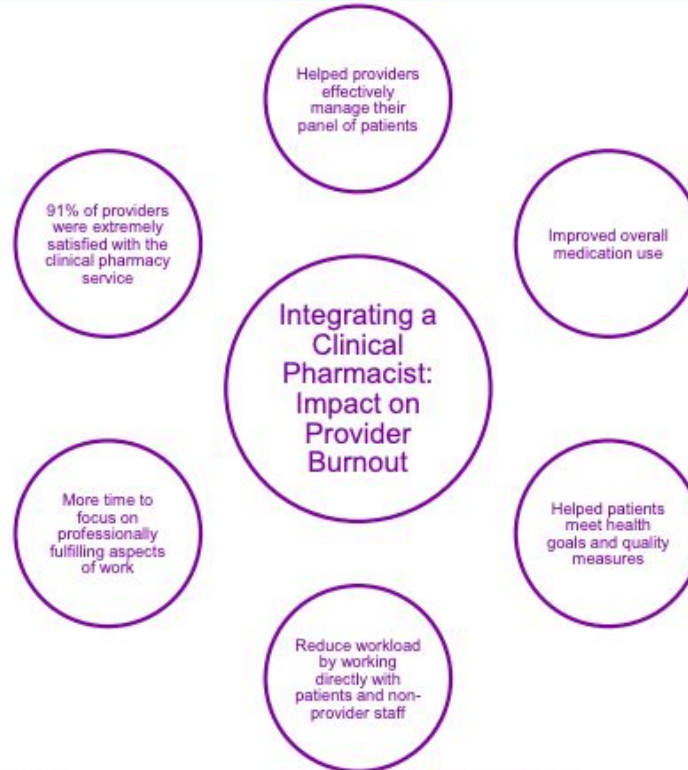 Helped providers
effectively
manage their
panel of patients
91% of providers
were extremely
satisfied with the
clinical pharmacy
service
Improved overall
medication use
Integrating a
Clinical
Pharmacist:
Impact on
Provider
Burnout
More time to
focus on
professionally
fulfilling aspects
of work
Helped patients
meet health
goals and quality
measures
Reduce workload
by working
directly with
patients and non-
provider staff